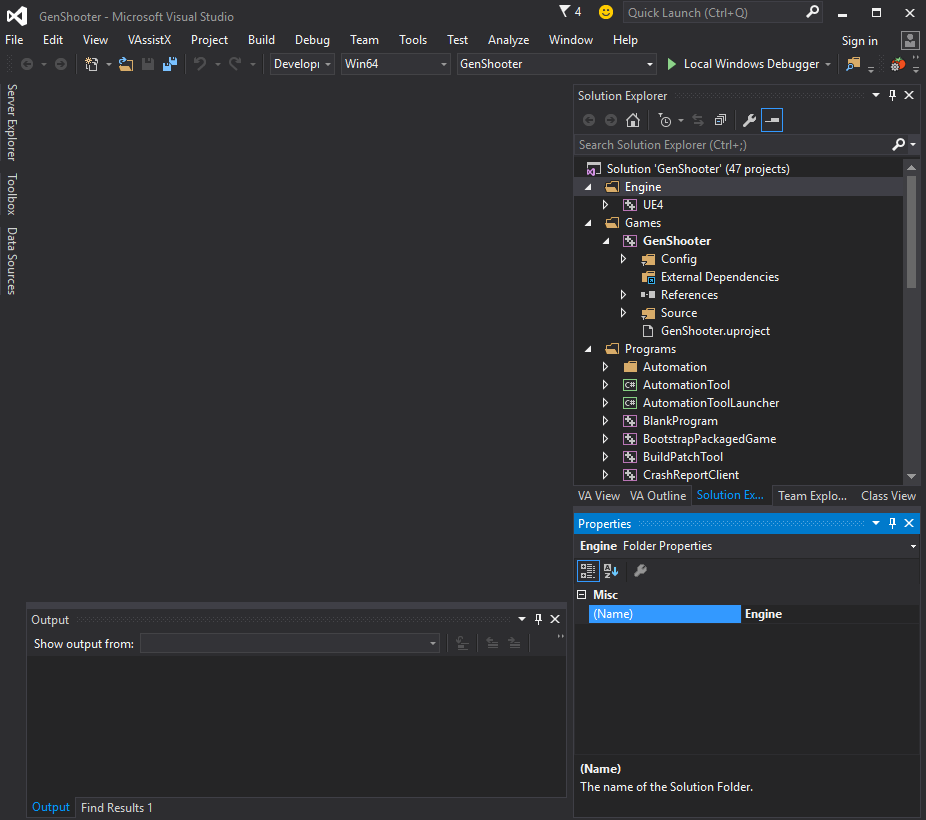 GenShooter - Microsoft Visual Studio
4
Quick Launch (Ctrl+Q)
File Edit View VAssistX Project Build Debug Team Tools Test Analyze Window Help
Sign in
Develop Win64 GenShooter Local Windows Debugger
Server Explorer
Toolbox
Data Sources
Solution Explorer
Search Solution Explorer (Ctrl+;)
Solution 'GenShooter' (47 projects)
Engine
UE4
Games
GenShooter
Config
External Dependencies
References
Source
GenShooter.uproject
Programs
Automation
C# AutomationTool
C# AutomationToolLauncher
BlankProgram
BootstrapPackagedGame
BuildPatchTool
CrashReportClient
VA View VA Outline Solution Ex... Team Explo... Class View
Properties
Engine Folder Properties
Misc
(Name) Engine
(Name)
The name of the Solution Folder.
Output
Show output from:
Output Find Results 1